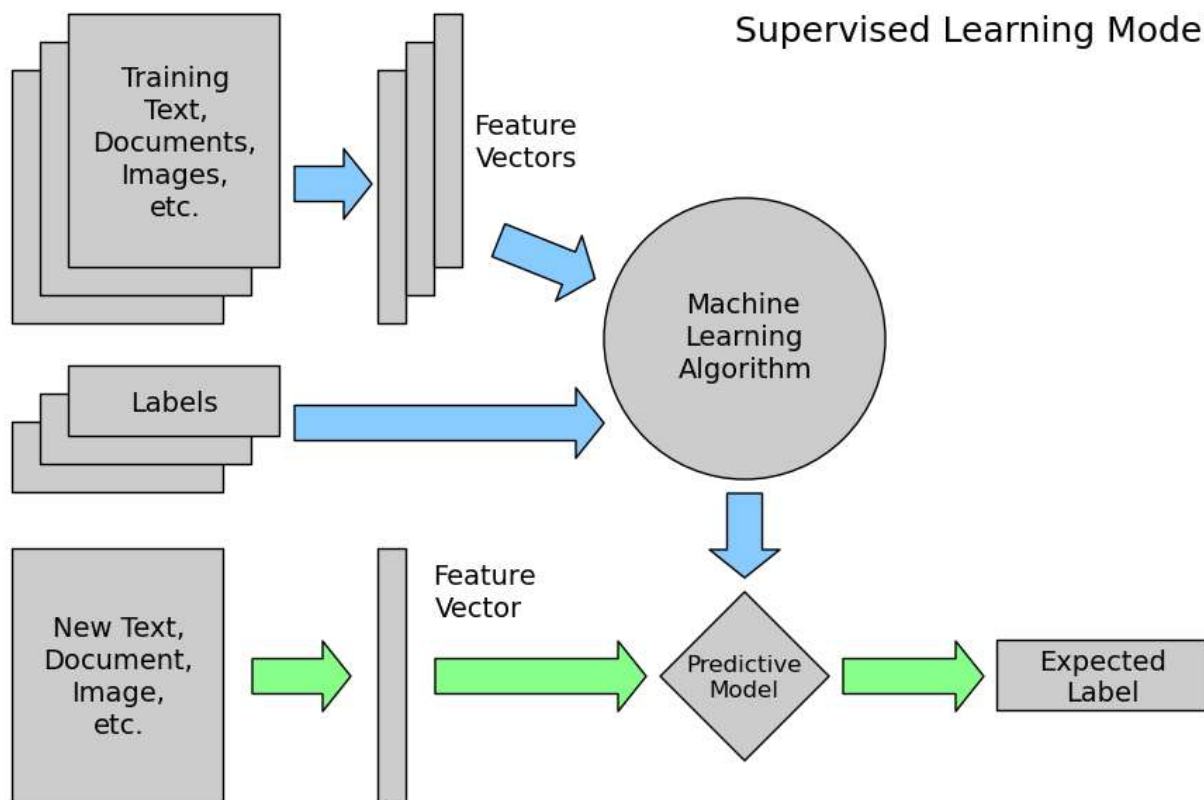 Supervised Learning Mode
Training
Text,
Documents,
Images,
etc.
Feature
Vectors
Machine
Learning
Algorithm
Labels
New Text,
Document,
Image,
etc.
Feature
Vector
Predictive
Model
Expected
Label